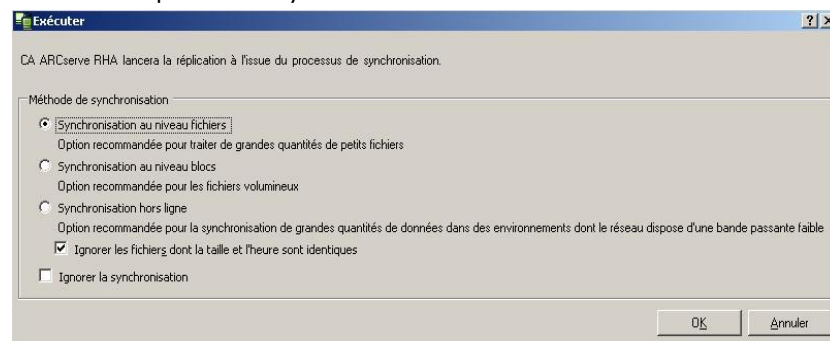 Exécuter
CA ARCserve RHA lancera la réplication à l'issue du processus de synchronisation.
Méthode de synchronisation
Synchronisation au niveau fichiers
Option recommandée pour traiter de grandes quantités de petits fichiers
Synchronisation au niveau blocs
Option recommandée pour les fichiers volumineux
Synchronisation hors ligne
Option recommandée pour la synchronisation de grandes quantités de données dans des environnements dont le réseau dispose d'une bande passante faible
Ignorer les fichiers dont la taille et l'heure sont identiques
Ignorer la synchronisation
OK Annuler